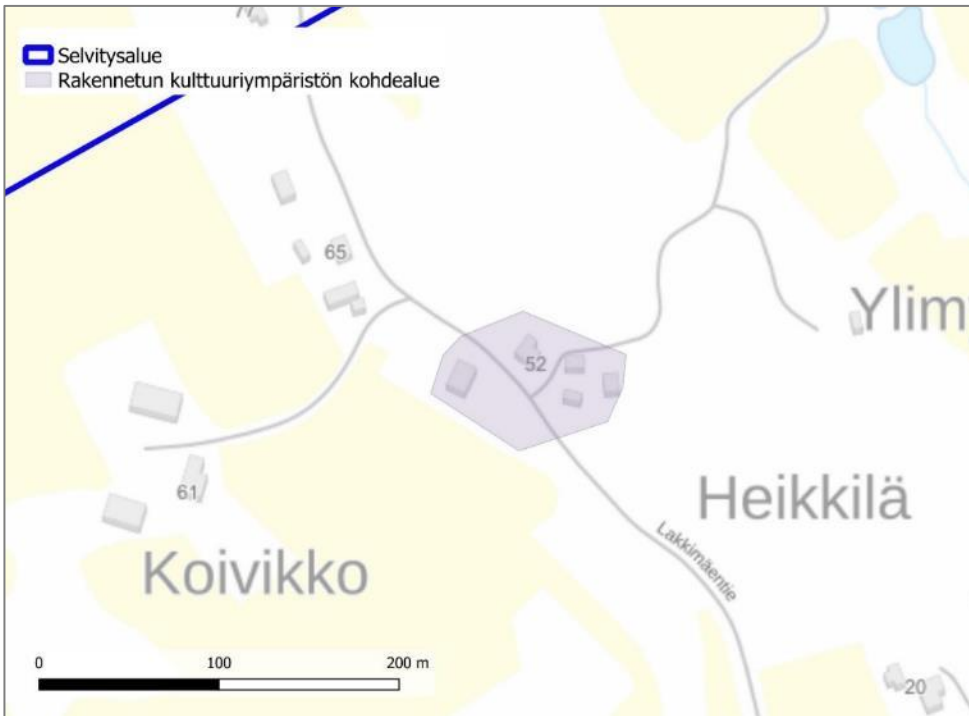 Selvitysalue
Rakennetun kulttuuriympäristön kohdealue
65
52
Ylim
61
Heikkilä
Lakkimäentie
Koivikko
0 100 200 m
20